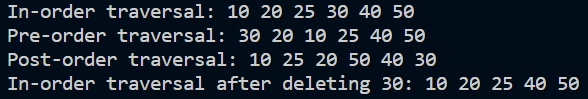 In-order traversal: 10 20 25 30 40 50
Pre-order traversal: 30 20 10 25 40 50
Post-order traversal: 10 25 20 50 40 30
In-order traversal after deleting 30: 10 20 25 40 50